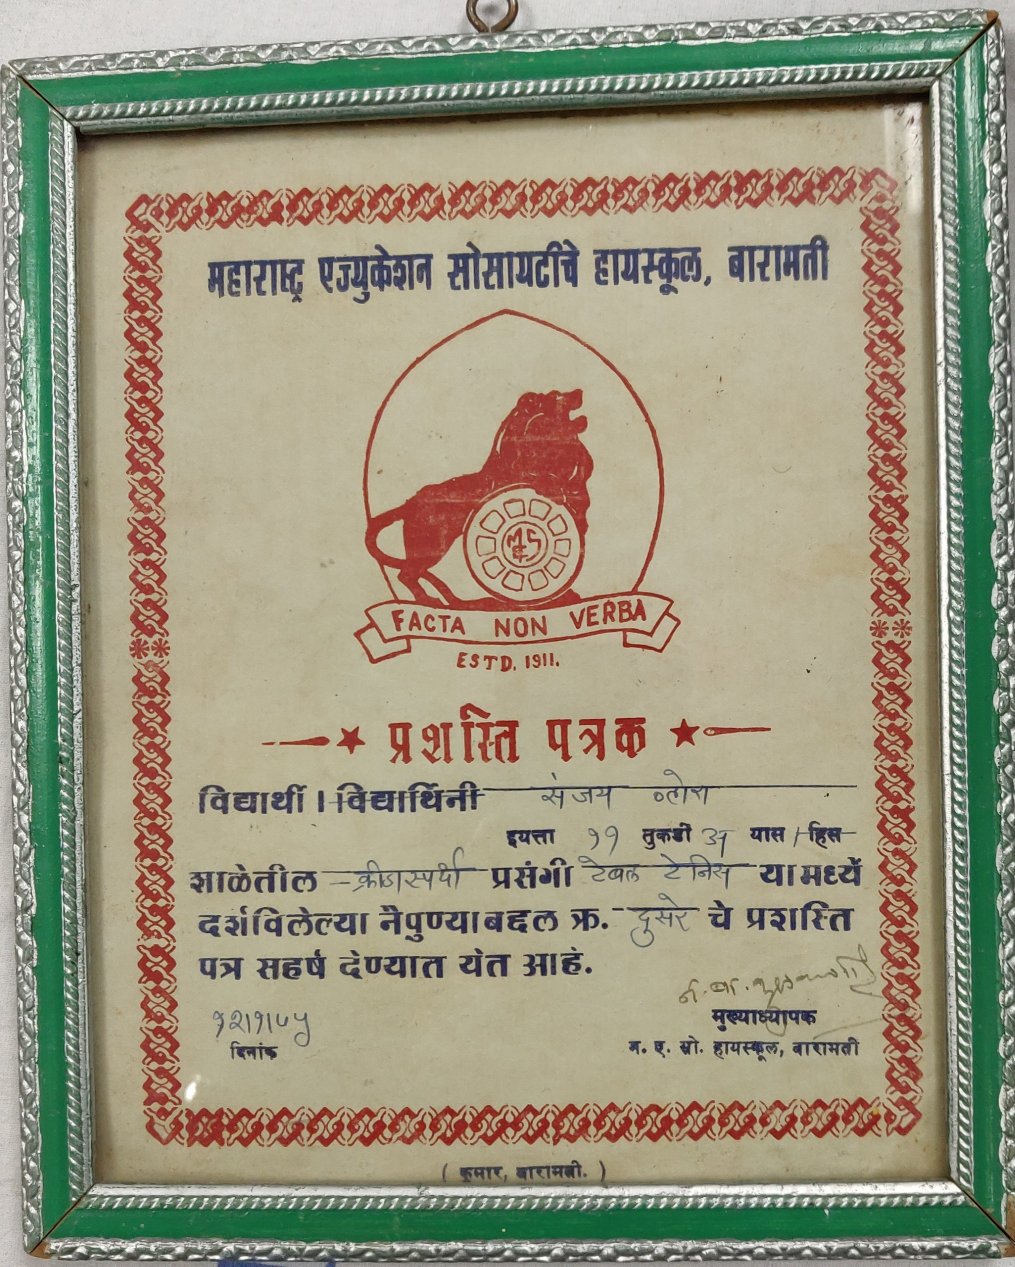 महाराष्ट्र एज्युकेशन सोसायटीचे हायस्कूल, बारामती
M E S
FACTA NON VERBA
ESTD. 1911.
प्रशस्ति पत्रक
विद्यार्थी । विद्यार्थिनी संजय
इयत्ता ११ तुकडी अ यास / हिस
शाळेतील क्रीडास्पर्धा प्रसंगी टेबल टेनिस यामध्यें
दर्शविलेल्या नैपुण्याबद्दल क्र. दुसरे चे प्रशस्ति
पत्र सहर्ष देण्यात येत आहे.
मुख्याध्यापक
दिनांक म. ए. सो. हायस्कूल, बारामती
( कुमार, बारामती. )